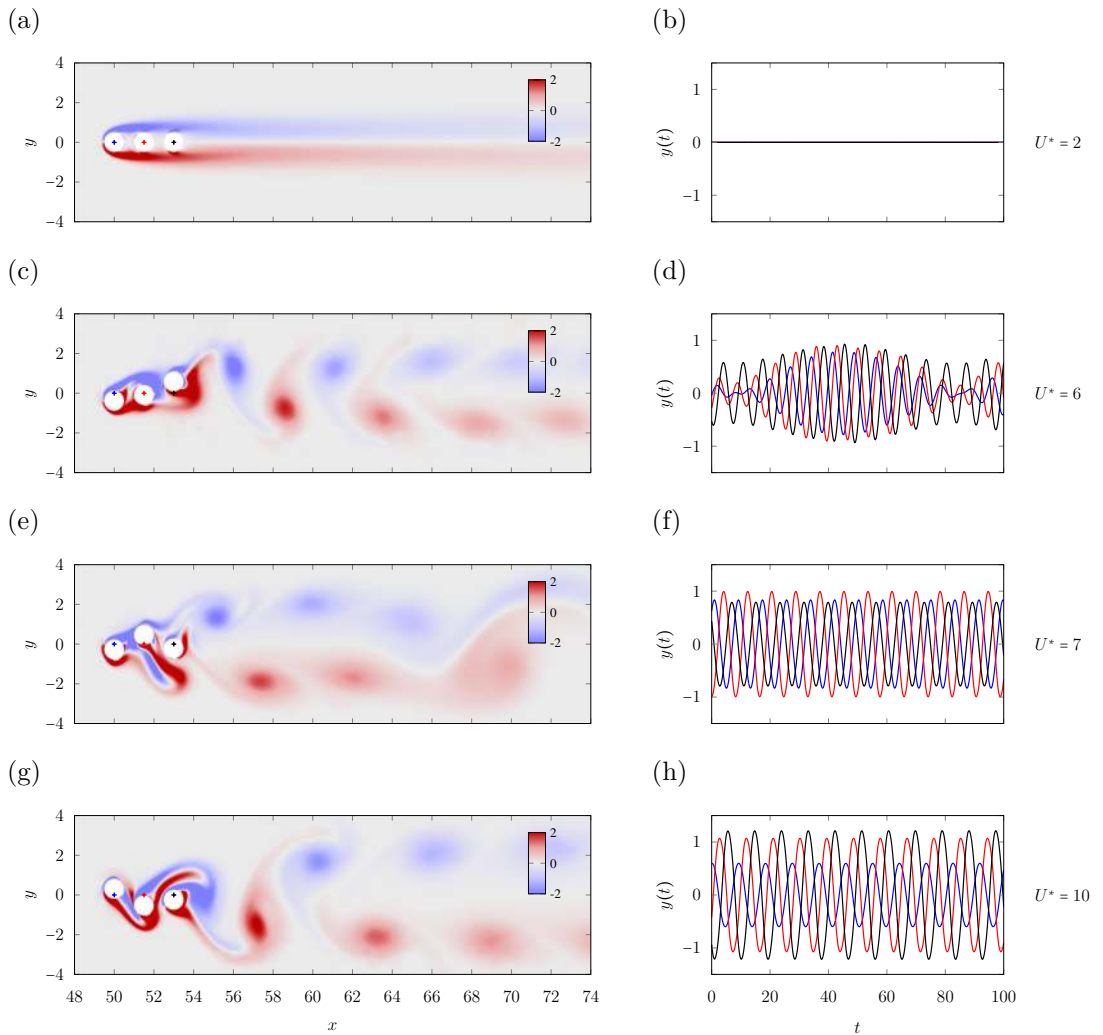 (a)
(b)
4
2
0
−2
−4
y
2
0
-2
1
0
−1
y(t)
U* = 2
(c)
(d)
4
2
0
−2
−4
y
2
0
-2
1
0
−1
y(t)
U* = 6
(e)
(f)
4
2
0
−2
−4
y
2
0
-2
1
0
−1
y(t)
U* = 7
(g)
(h)
4
2
0
−2
−4
y
2
0
-2
1
0
−1
y(t)
U* = 10
48 50 52 54 56 58 60 62 64 66 68 70 72 74
x
0 20 40 60 80 100
t